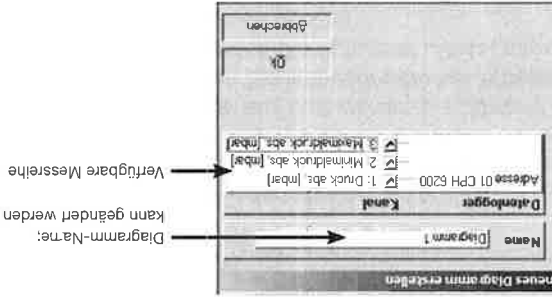 neues Diagramm erstellen
Name Diagramm 1
Diagramm-Name;
kann geändert werden
Datenlogger Kanal
Adresse 01 CPH 6200
1: Druck abs, [mbar]
2: Minimaldruck abs, [mbar]
3: Maximaldruck abs, [mbar]
Verfügbare Messreihe
Ok
Abbrechen